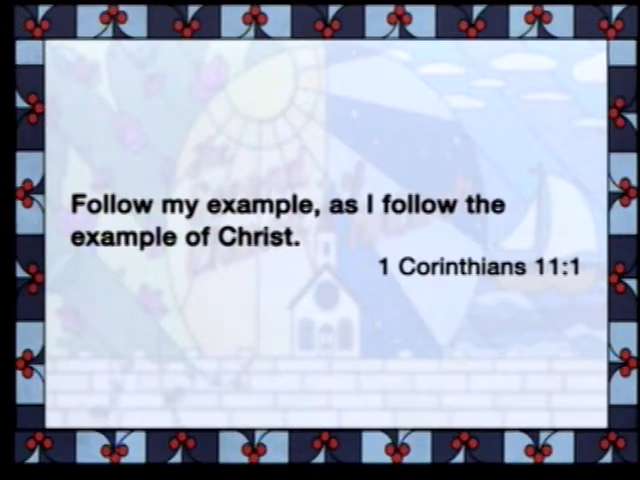 Follow my example, as I follow the
example of Christ.
1 Corinthians 11:1